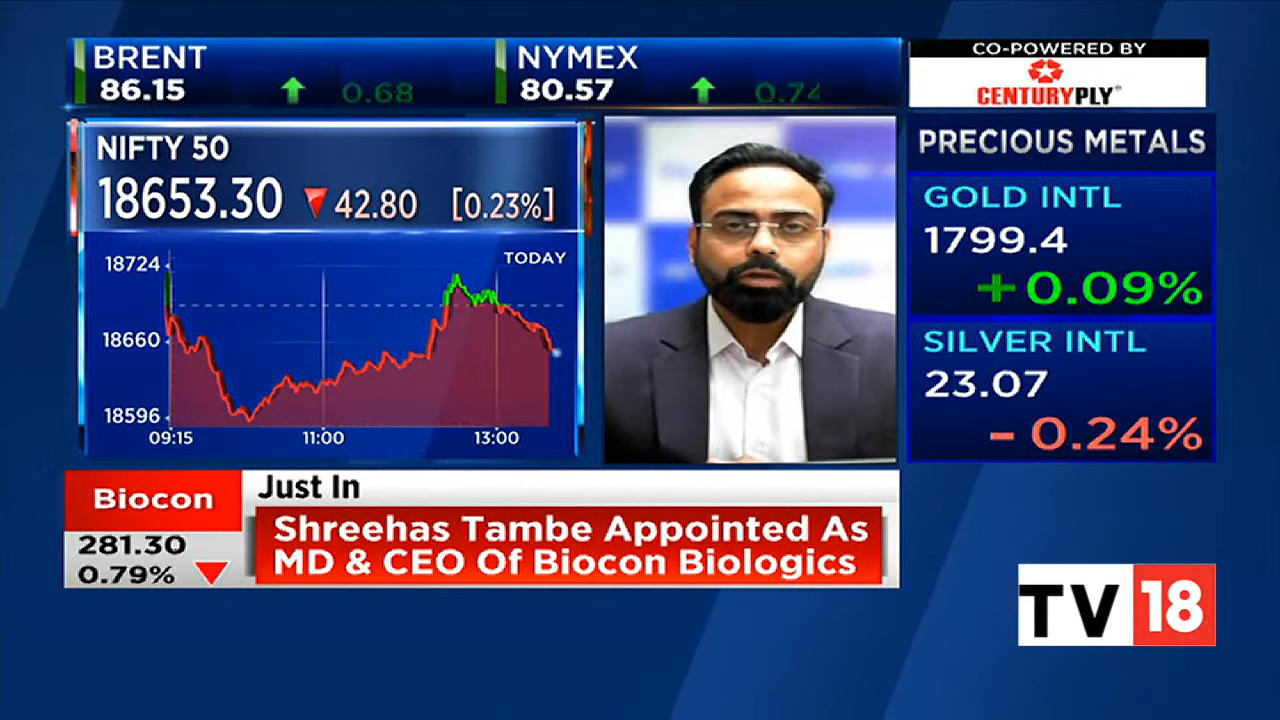 BRENT
86.15 0.68
NYMEX
80.57 0.74
CO-POWERED BY
CENTURYPLY®
NIFTY 50
18653.30 42.80 [0.23%]
TODAY
18724
18660
18596
09:15 11:00 13:00
PRECIOUS METALS
GOLD INTL
1799.4
+0.09%
SILVER INTL
23.07
- 0.24%
Biocon
281.30
0.79%
Just In
Shreehas Tambe Appointed As
MD & CEO Of Biocon Biologics
TV18